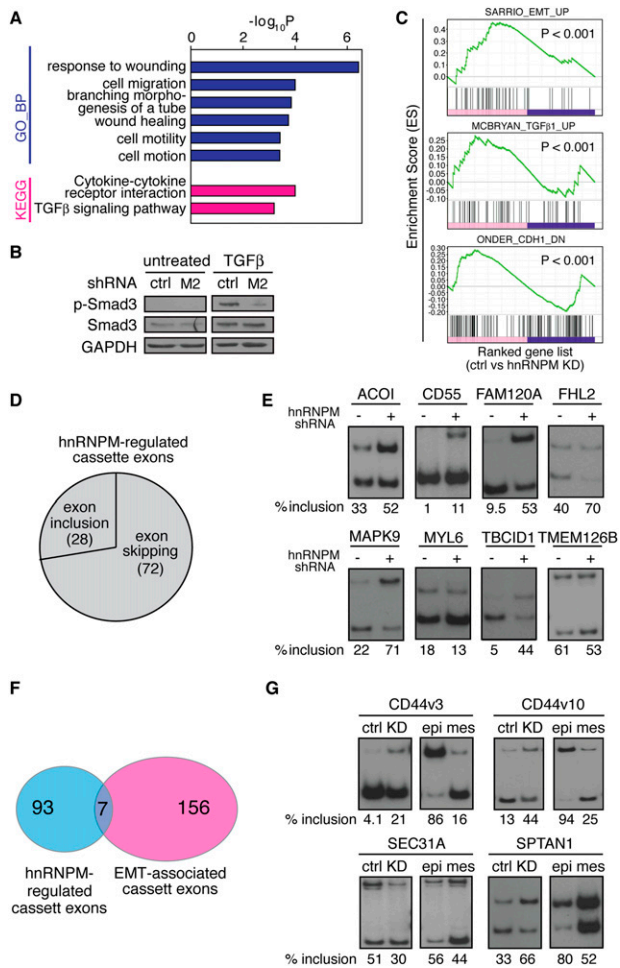 A
-log10P
0 2 4 6
GO_BP
response to wounding
cell migration
branching morpho-
genesis of a tube
wound healing
cell motility
cell motion
KEGG
Cytokine-cytokine
receptor interaction
TGFβ signaling pathway
B
untreated TGFβ
shRNA ctrl M2 ctrl M2
p-Smad3
Smad3
GAPDH
C
Enrichment Score (ES)
SARRIO_EMT_UP
P < 0.001
0.4
0.3
0.2
0.1
0.0
MCBRYAN_TGFβ1_UP
P < 0.001
0.25
0.20
0.15
0.10
0.05
0.00
-0.05
-0.10
ONDER_CDH1_DN
P < 0.001
0.30
0.25
0.20
0.15
0.10
0.05
0.00
-0.05
-0.10
-0.15
-0.20
Ranked gene list
(ctrl vs hnRNPM KD)
D
hnRNPM-regulated
cassette exons
exon
inclusion
(28)
exon
skipping
(72)
E
ACOI CD55 FAM120A FHL2
hnRNPM
shRNA
- + - + - + - +
% inclusion 33 52 1 11 9.5 53 40 70
MAPK9 MYL6 TBCID1 TMEM126B
hnRNPM
shRNA
- + - + - + - +
% inclusion 22 71 18 13 5 44 61 53
F
93 7 156
hnRNPM-
regulated
cassett exons
EMT-associated
cassett exons
G
CD44v3 CD44v10
ctrl KD epi mes ctrl KD epi mes
% inclusion 4.1 21 86 16 13 44 94 25
SEC31A SPTAN1
ctrl KD epi mes ctrl KD epi mes
% inclusion 51 30 56 44 33 66 80 52